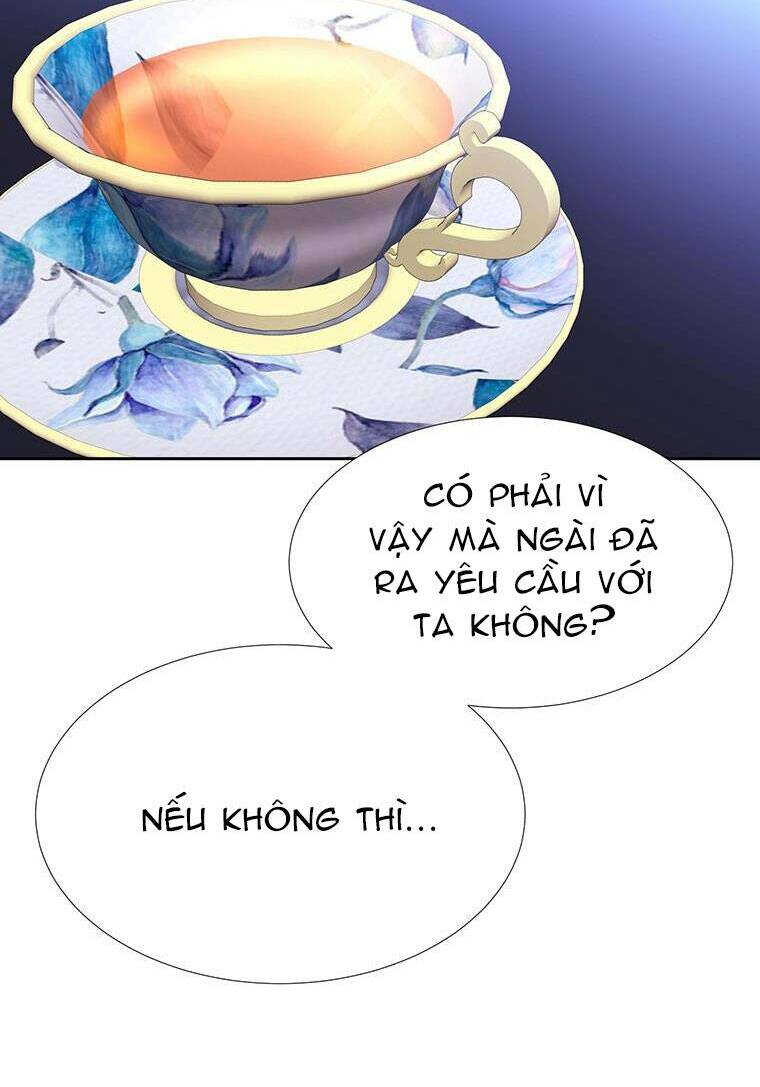 CÓ PHẢI VÌ
VẬY MÀ NGÀI ĐÃ
RA YÊU CẦU VỚI
TA KHÔNG?
NẾU KHÔNG THÌ...